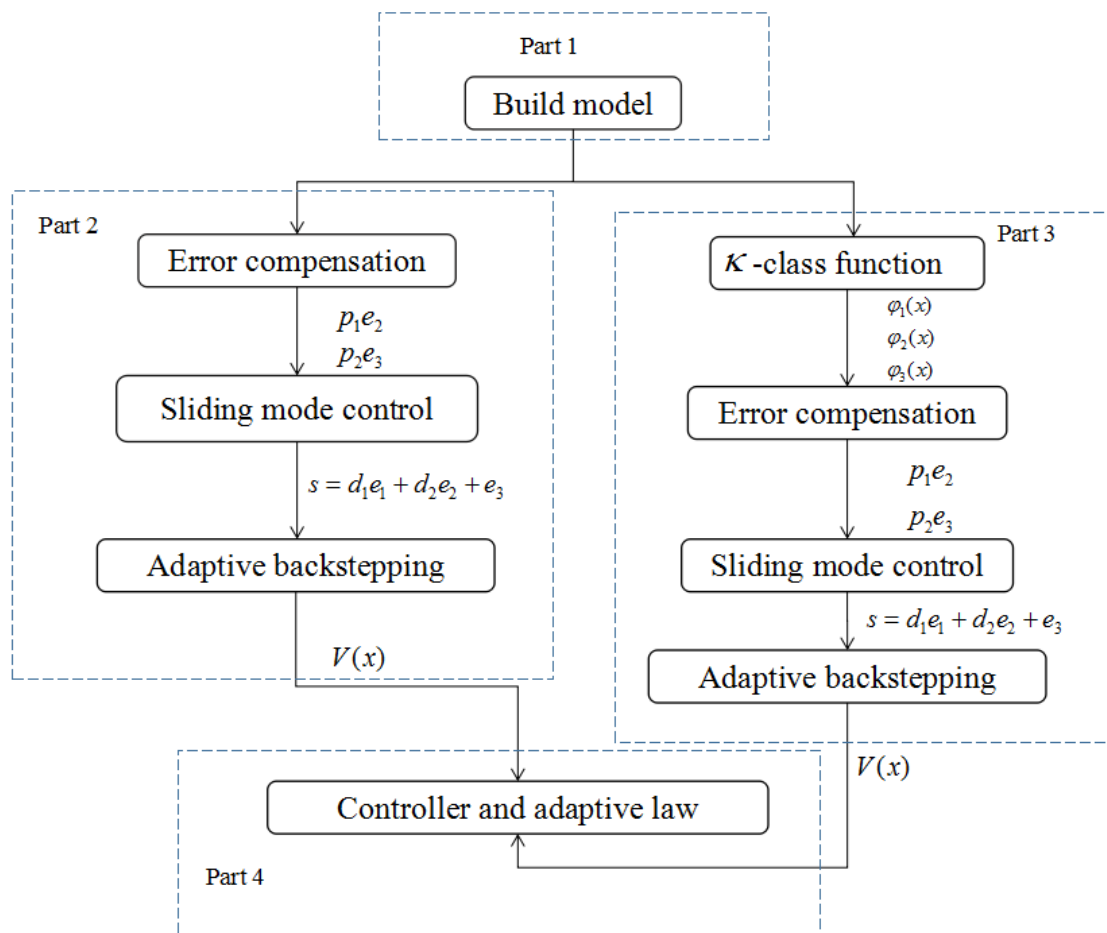 Part 1
Build model
Part 2
Error compensation
p₁e₂
p₂e₃
Sliding mode control
s = d₁e₁ + d₂e₂ + e₃
Adaptive backstepping
V(x)
Part 3
κ -class function
φ₁(x)
φ₂(x)
φ₃(x)
Error compensation
p₁e₂
p₂e₃
Sliding mode control
s = d₁e₁ + d₂e₂ + e₃
Adaptive backstepping
V(x)
Controller and adaptive law
Part 4